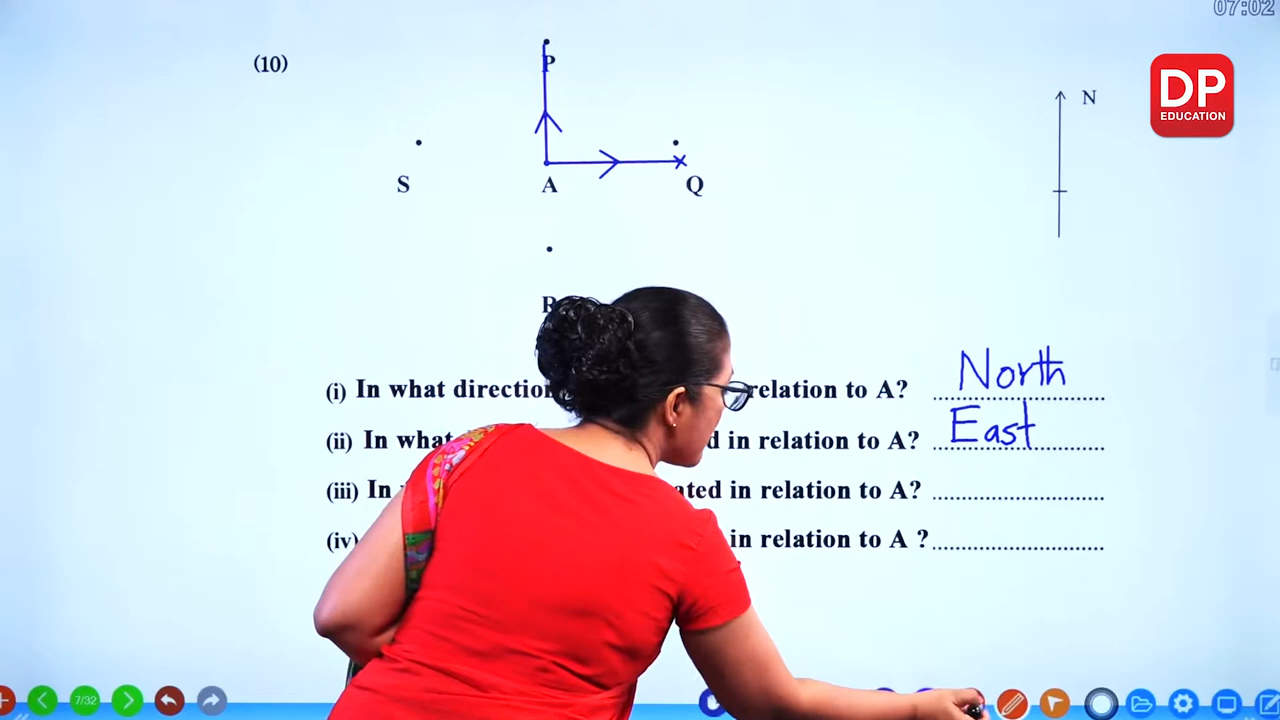 07:02
(10)
P
DP
EDUCATION
N
S
A
Q
R
(i) In what direction relation to A? North
(ii) In what in relation to A? East
(iii) In in relation to A?
(iv) in relation to A ?
7/32